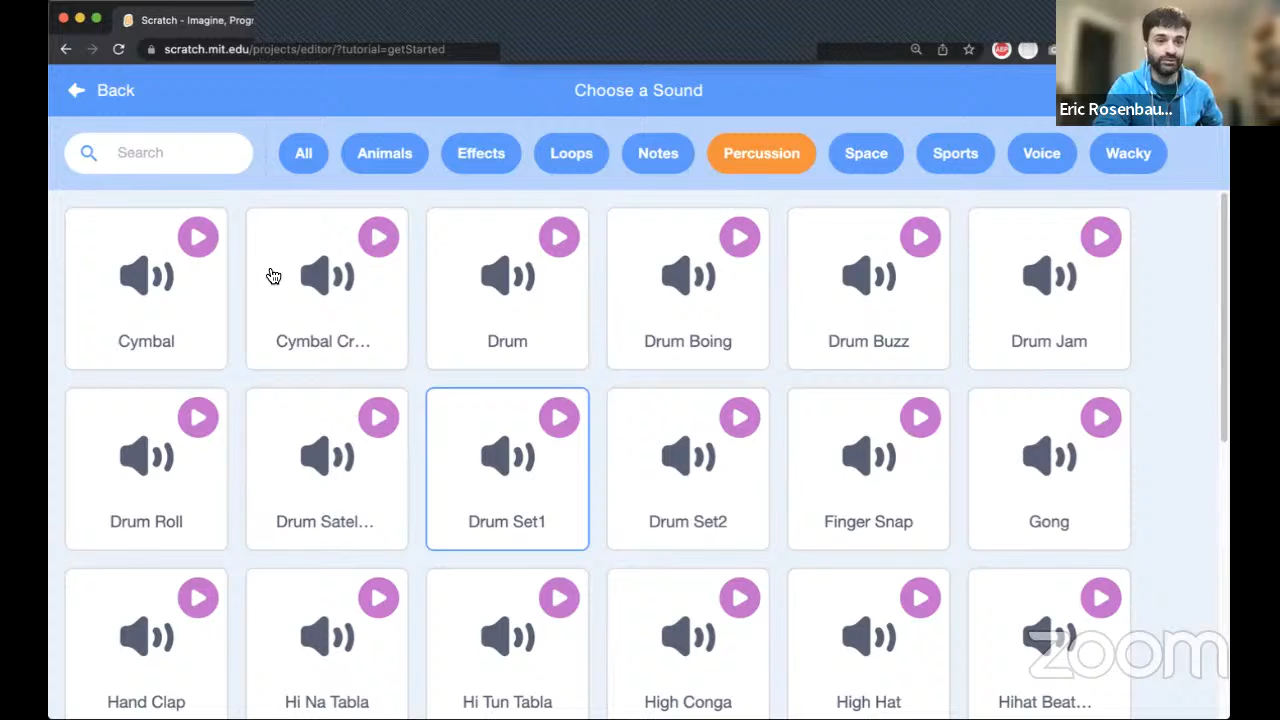 Scratch - Imagine, Progr
scratch.mit.edu/projects/editor/?tutorial=getStarted
ABP
Back
Choose a Sound
Eric Rosenbau...
Search
All
Animals
Effects
Loops
Notes
Percussion
Space
Sports
Voice
Wacky
Cymbal
Cymbal Cr...
Drum
Drum Boing
Drum Buzz
Drum Jam
Drum Roll
Drum Satel...
Drum Set1
Drum Set2
Finger Snap
Gong
Hand Clap
Hi Na Tabla
Hi Tun Tabla
High Conga
High Hat
Hihat Beat...
zoom